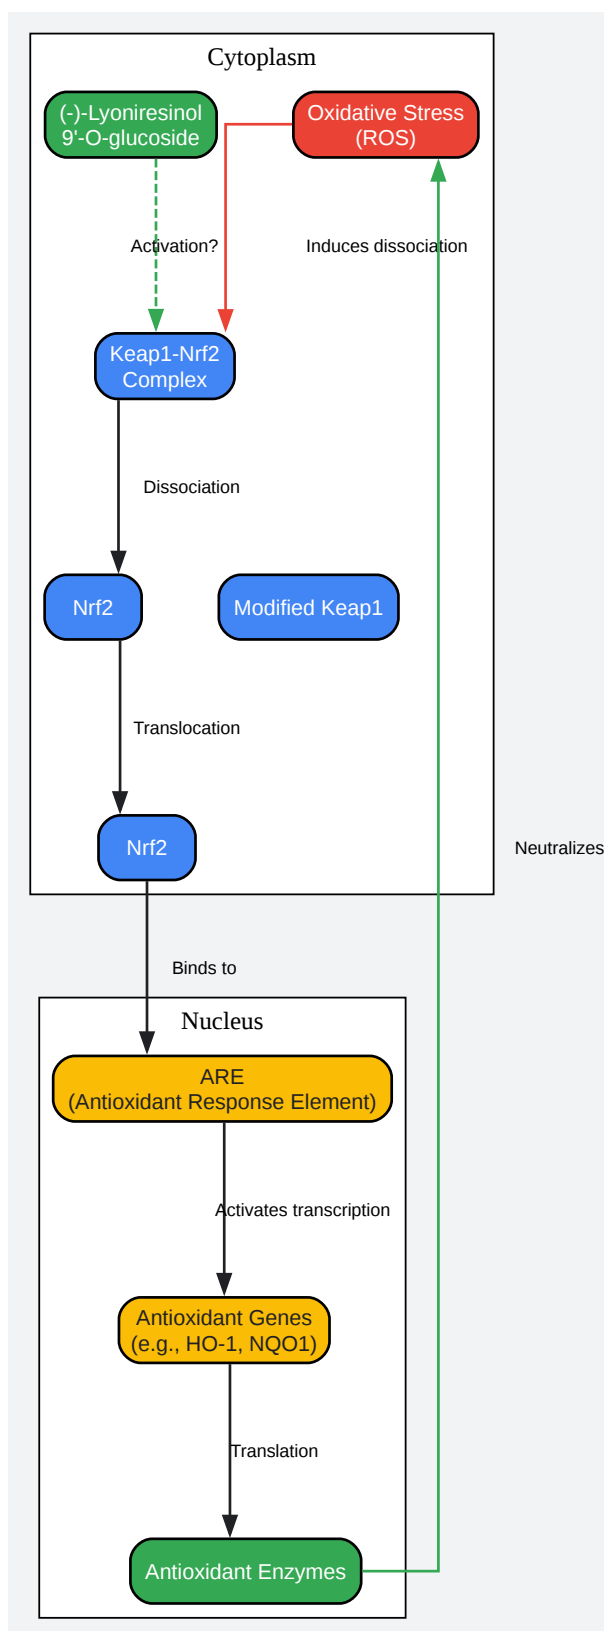 Cytoplasm
(-)-Lyoniresinol
9'-O-glucoside
Oxidative Stress
(ROS)
Activation?
Induces dissociation
Keap1-Nrf2
Complex
Dissociation
Nrf2
Modified Keap1
Translocation
Nrf2
Neutralizes
Binds to
Nucleus
ARE
(Antioxidant Response Element)
Activates transcription
Antioxidant Genes
(e.g., HO-1, NQO1)
Translation
Antioxidant Enzymes